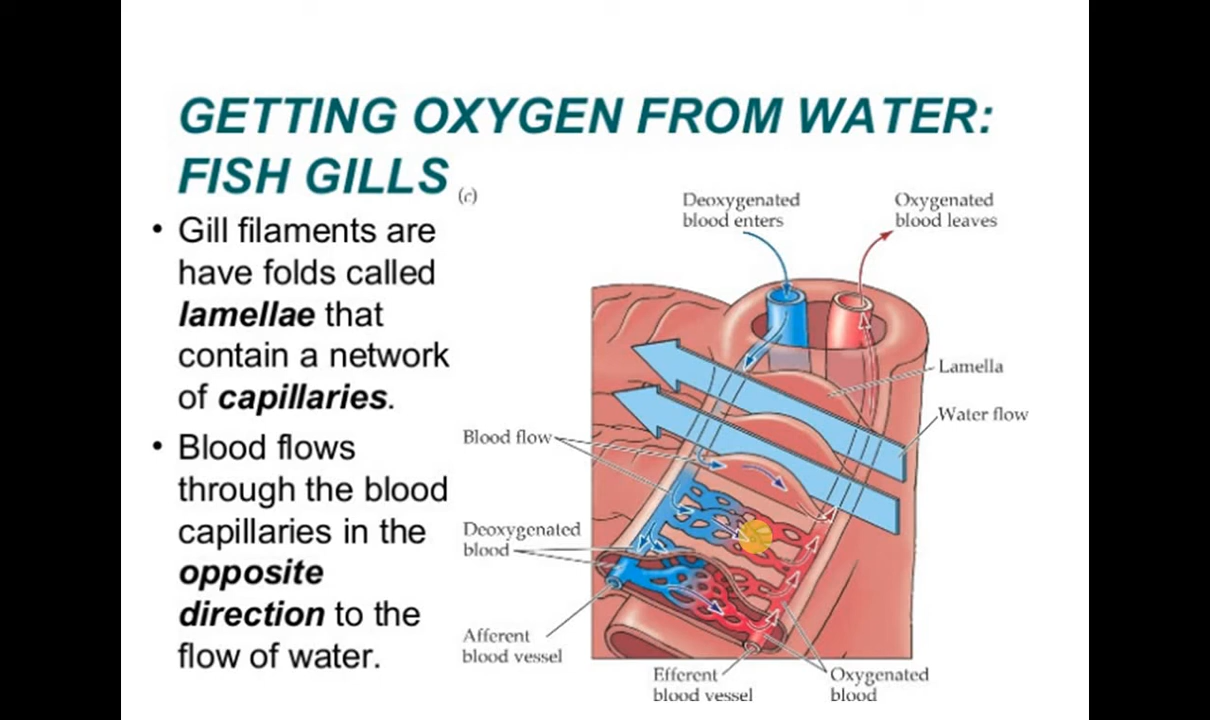 GETTING OXYGEN FROM WATER:
FISH GILLS
(c)
• Gill filaments are
have folds called
lamellae that
contain a network
of capillaries.
• Blood flows
through the blood
capillaries in the
opposite
direction to the
flow of water.
Deoxygenated
blood enters
Oxygenated
blood leaves
Lamella
Water flow
Blood flow
Deoxygenated
blood
Afferent
blood vessel
Efferent
blood vessel
Oxygenated
blood